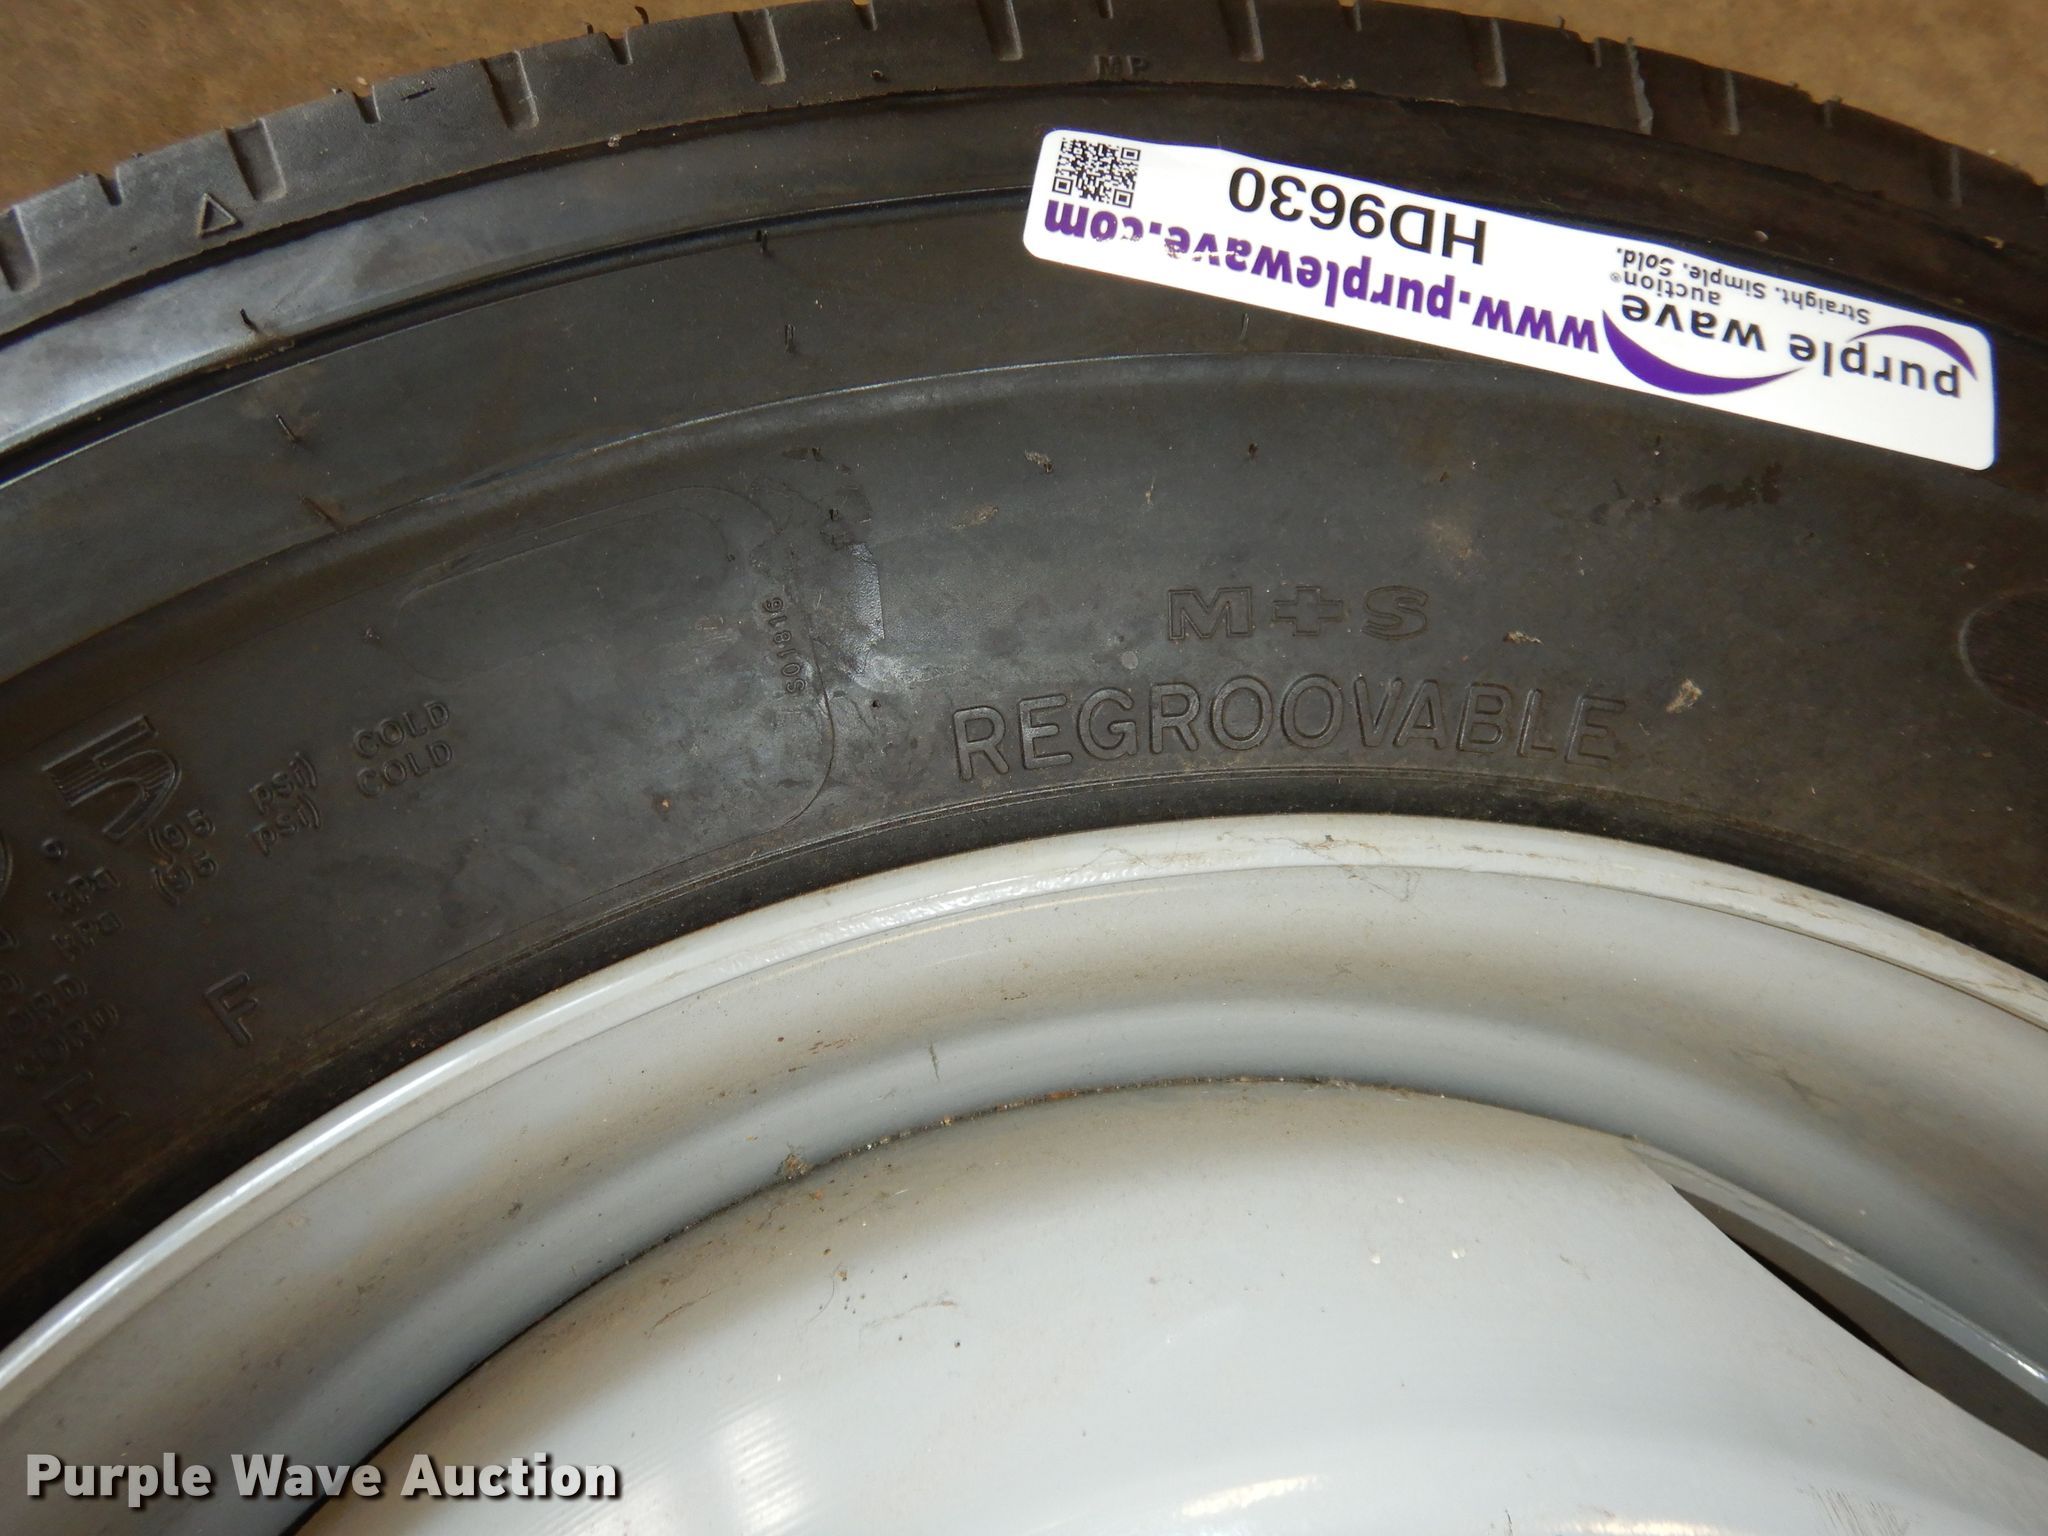 MP
purple wave
auction®
Straight. Simple. Sold.
HD9630
www.purplewave.com
M+S
REGROOVABLE
S01816
.5
(95 PSI) COLD
(95 PSI) COLD
F
Purple Wave Auction